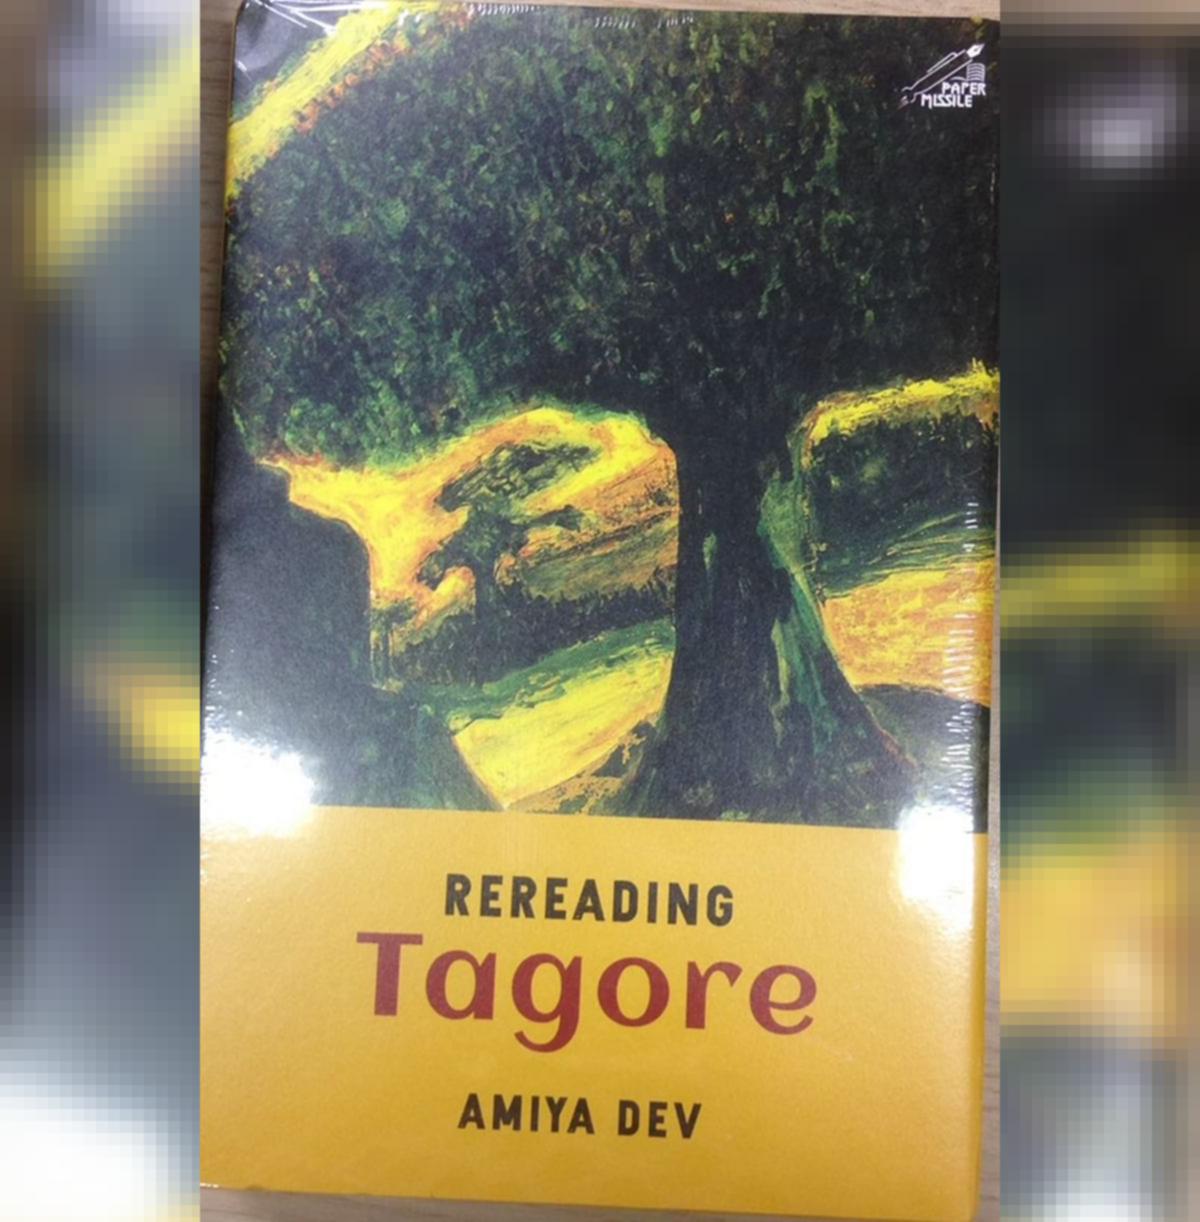 PAPER
MISSILE
REREADING
Tagore
AMIYA DEV